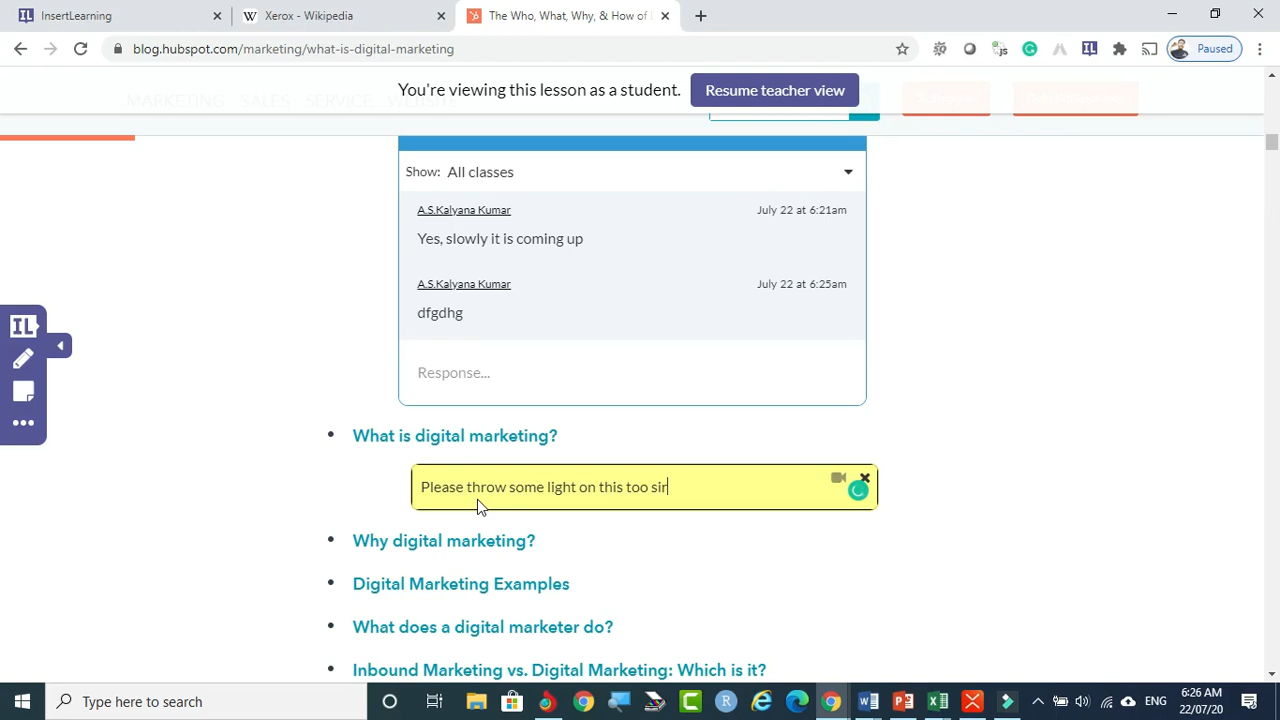 InsertLearning
Xerox - Wikipedia
The Who, What, Why, & How of
blog.hubspot.com/marketing/what-is-digital-marketing
Paused
You're viewing this lesson as a student.
Resume teacher view
MARKETING SALES SERVICE WEBSITE
Show: All classes
A.S.Kalyana Kumar
July 22 at 6:21am
Yes, slowly it is coming up
A.S.Kalyana Kumar
July 22 at 6:25am
dfgdhg
Response...
IL
• What is digital marketing?
Please throw some light on this too sir
• Why digital marketing?
• Digital Marketing Examples
• What does a digital marketer do?
• Inbound Marketing vs. Digital Marketing: Which is it?
Type here to search
ENG
6:26 AM
22/07/20